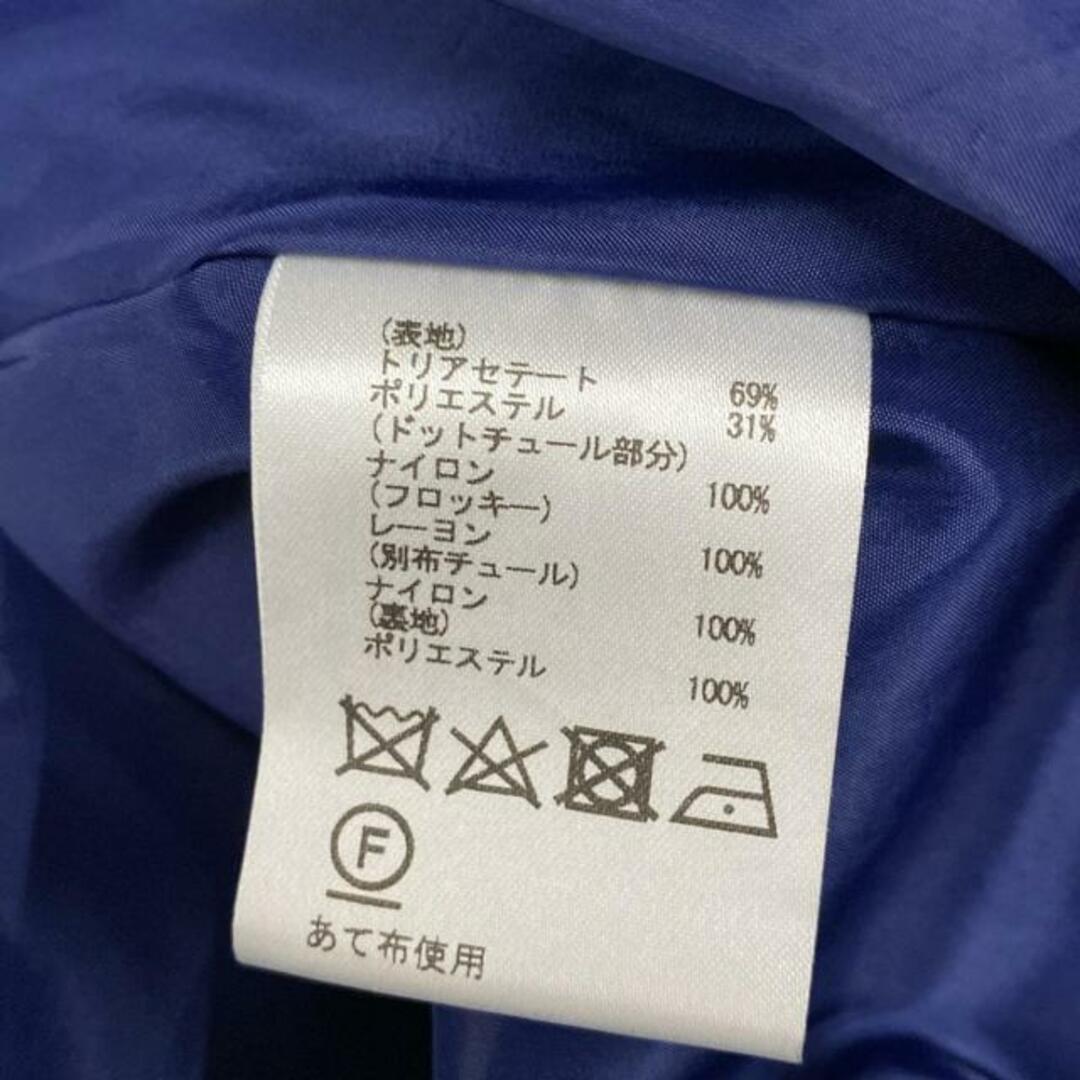 (表地)
トリアセテート 69%
ポリエステル 31%
(ドットチュール部分)
ナイロン 100%
(フロッキー)
レーヨン 100%
(別布チュール)
ナイロン 100%
(裏地)
ポリエステル 100%
F
あて布使用